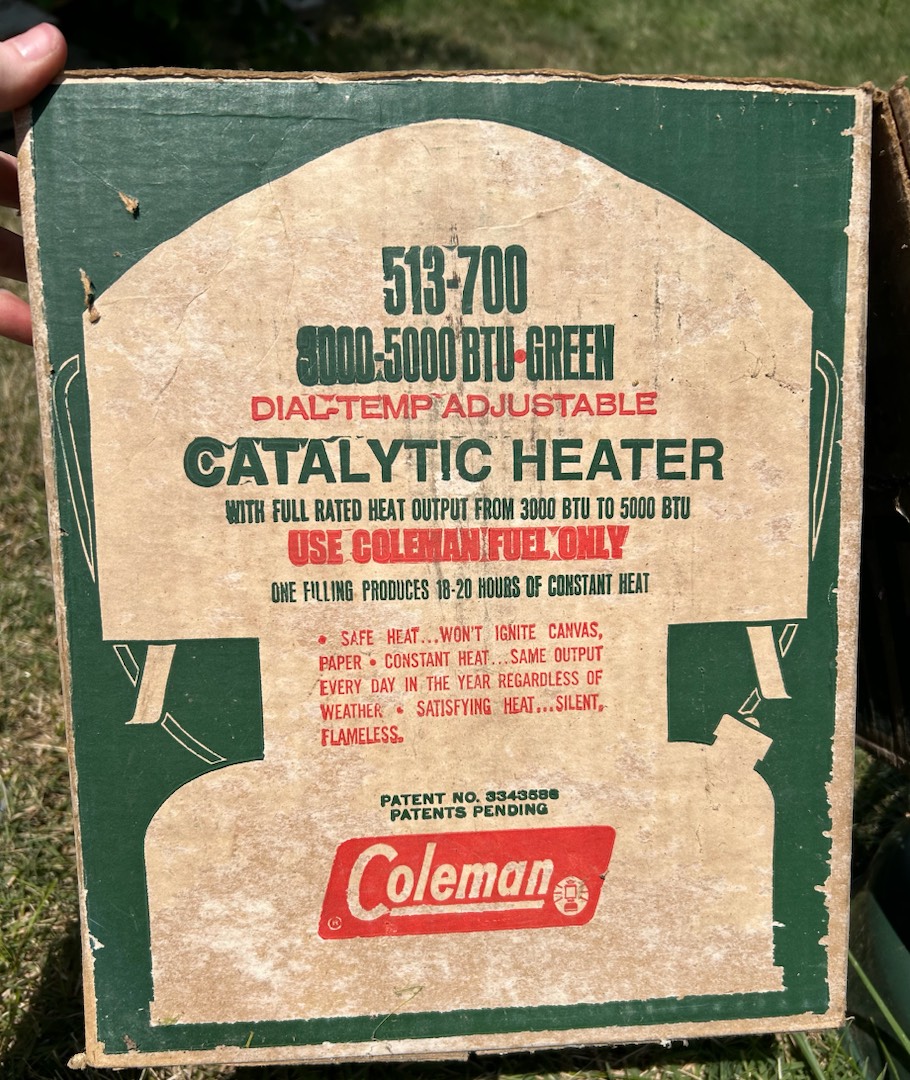 513-700
3000-5000 BTU•GREEN
DIAL-TEMP ADJUSTABLE
CATALYTIC HEATER
WITH FULL RATED HEAT OUTPUT FROM 3000 BTU TO 5000 BTU
USE COLEMAN FUEL ONLY
ONE FILLING PRODUCES 18-20 HOURS OF CONSTANT HEAT
• SAFE HEAT...WON'T IGNITE CANVAS,
PAPER • CONSTANT HEAT...SAME OUTPUT
EVERY DAY IN THE YEAR REGARDLESS OF
WEATHER • SATISFYING HEAT...SILENT,
FLAMELESS.
PATENT NO. 3343586
PATENTS PENDING
Coleman
®